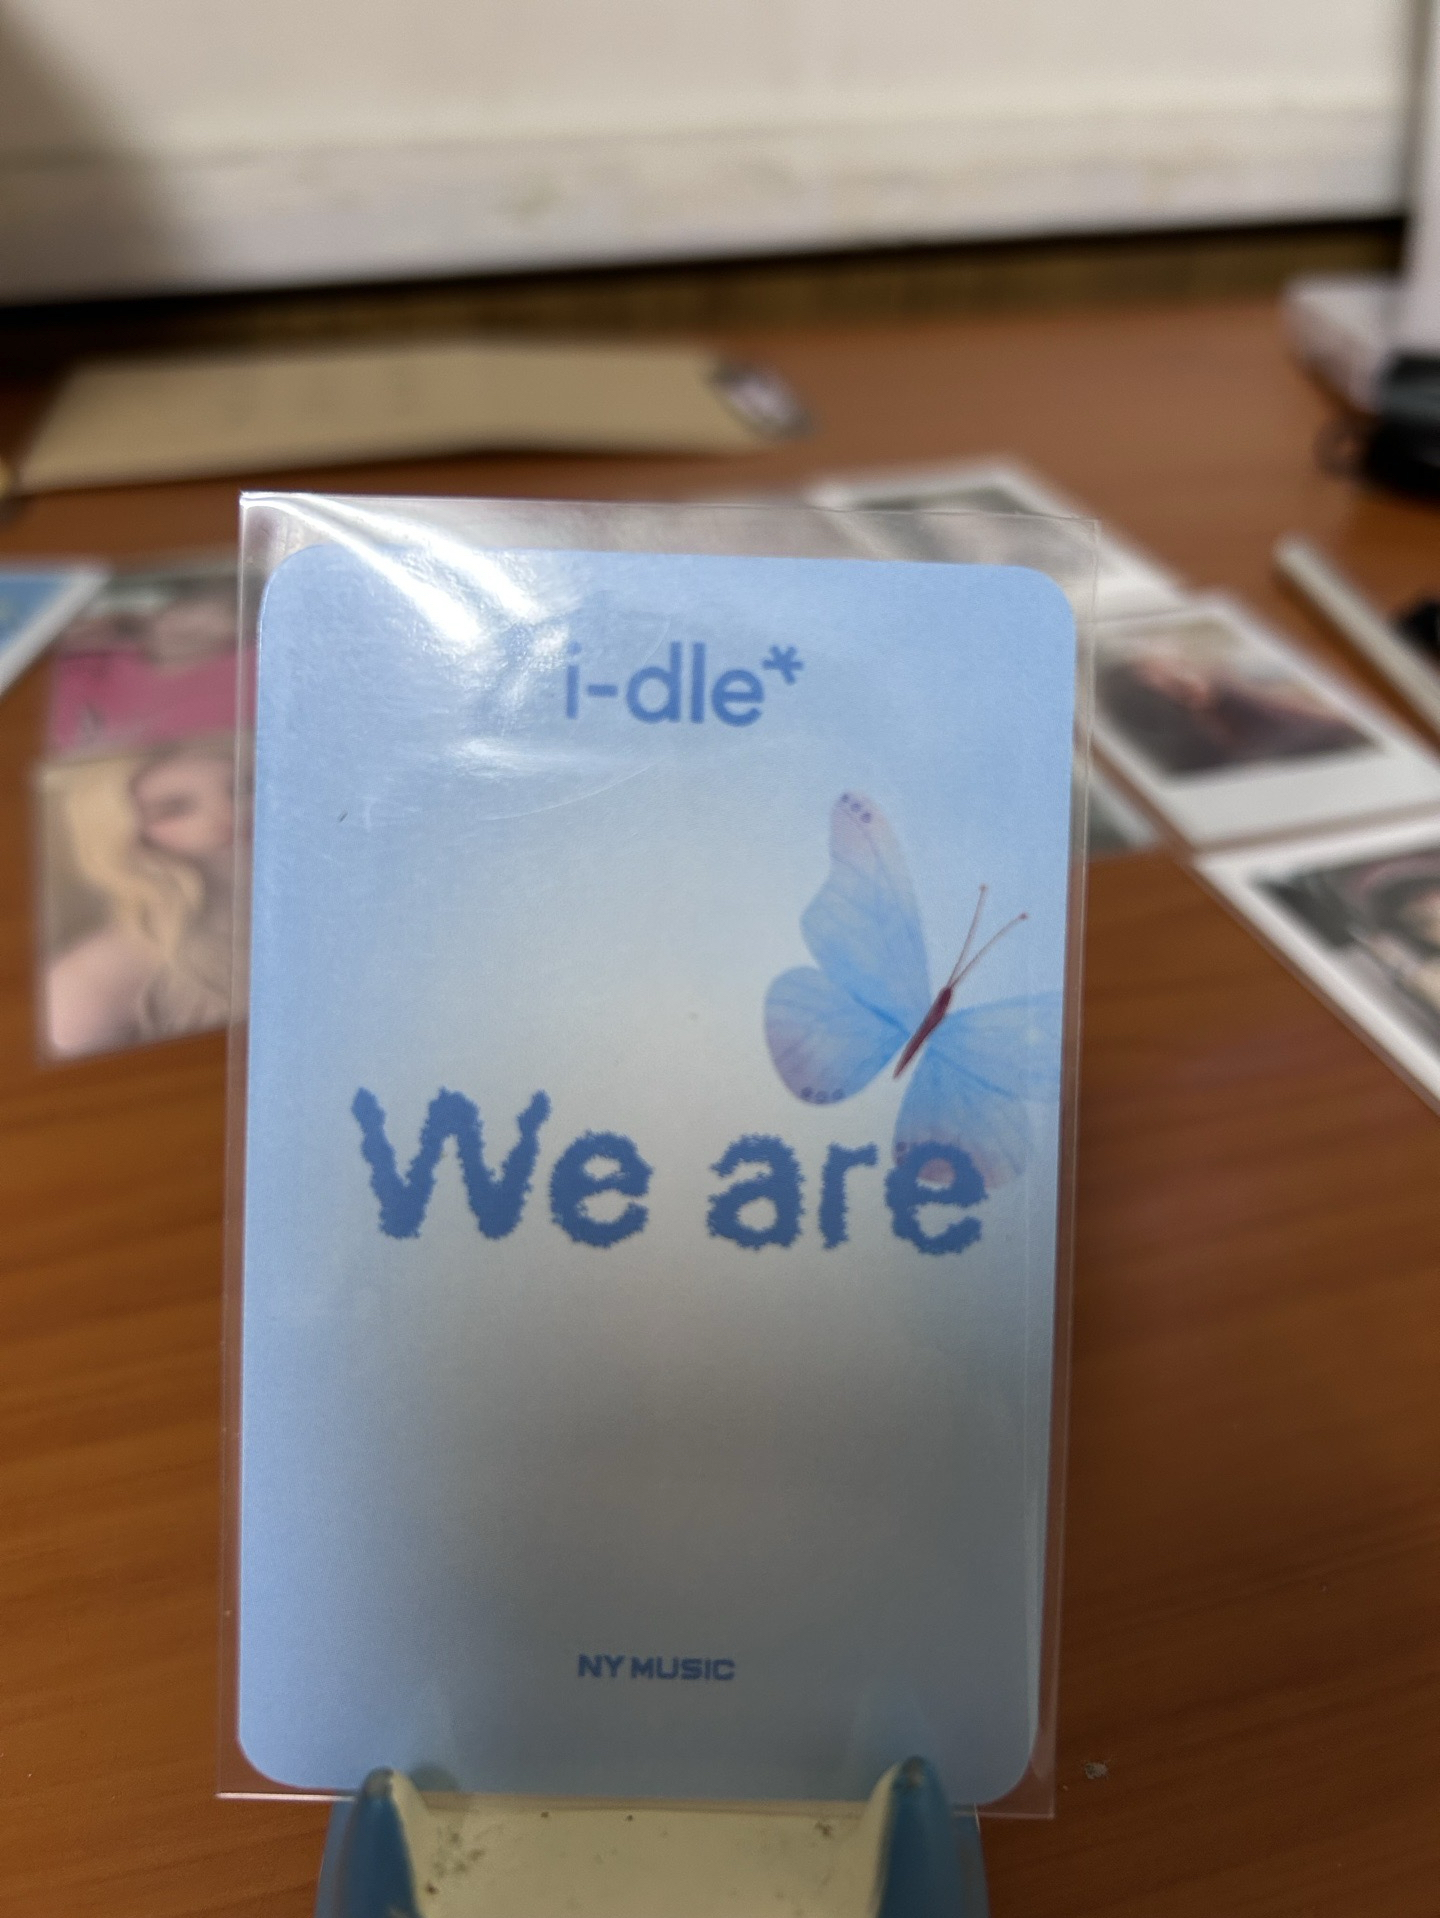 i-dle*
We are
NY MUSIC